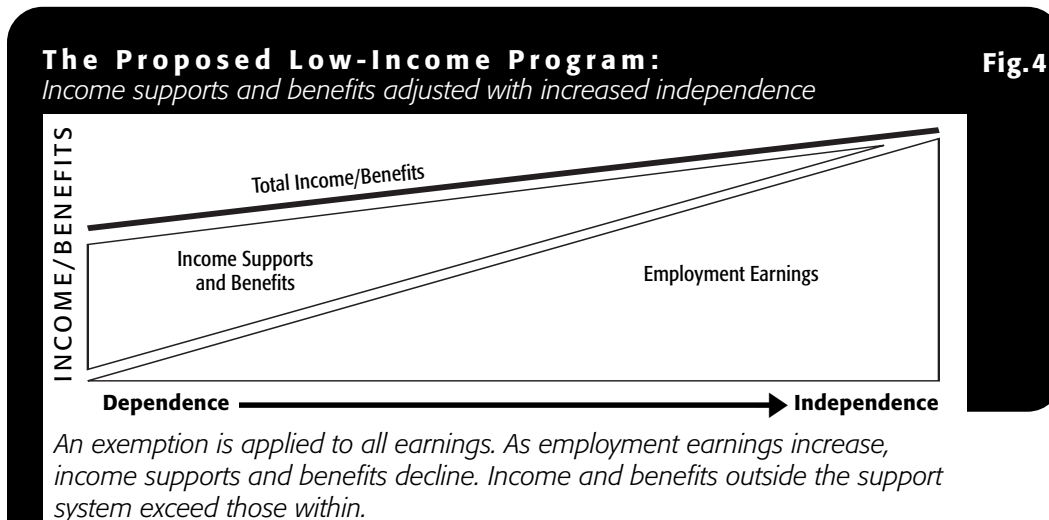 The Proposed Low-Income Program:
Fig.4
Income supports and benefits adjusted with increased independence
INCOME/BENEFITS
Total Income/Benefits
Income Supports
and Benefits
Employment Earnings
Dependence
Independence
An exemption is applied to all earnings. As employment earnings increase,
income supports and benefits decline. Income and benefits outside the support
system exceed those within.